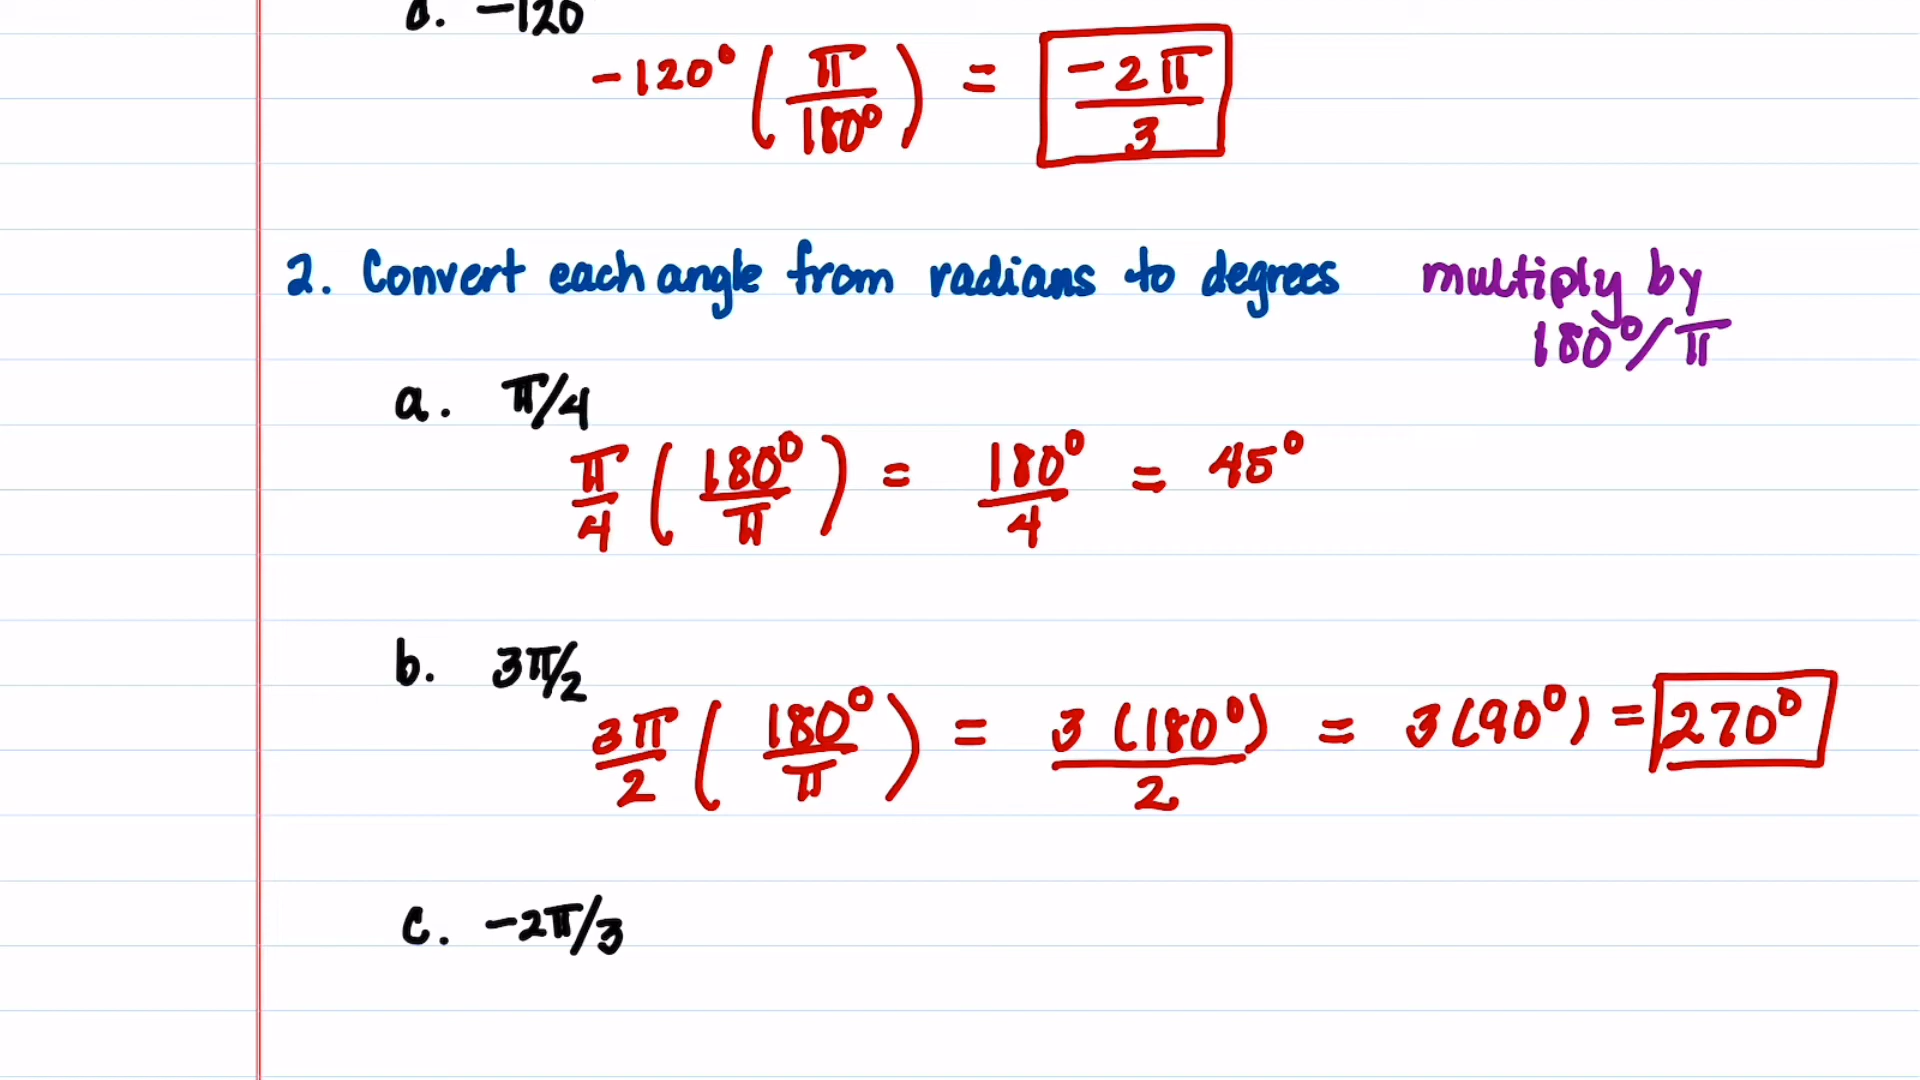 d. -120
-120° (π/180°) = -2π/3
2. Convert each angle from radians to degrees multiply by
180°/π
a. π/4
π/4 (180°/π) = 180°/4 = 45°
b. 3π/2
3π/2 (180°/π) = 3(180°)/2 = 3(90°) = 270°
c. -2π/3